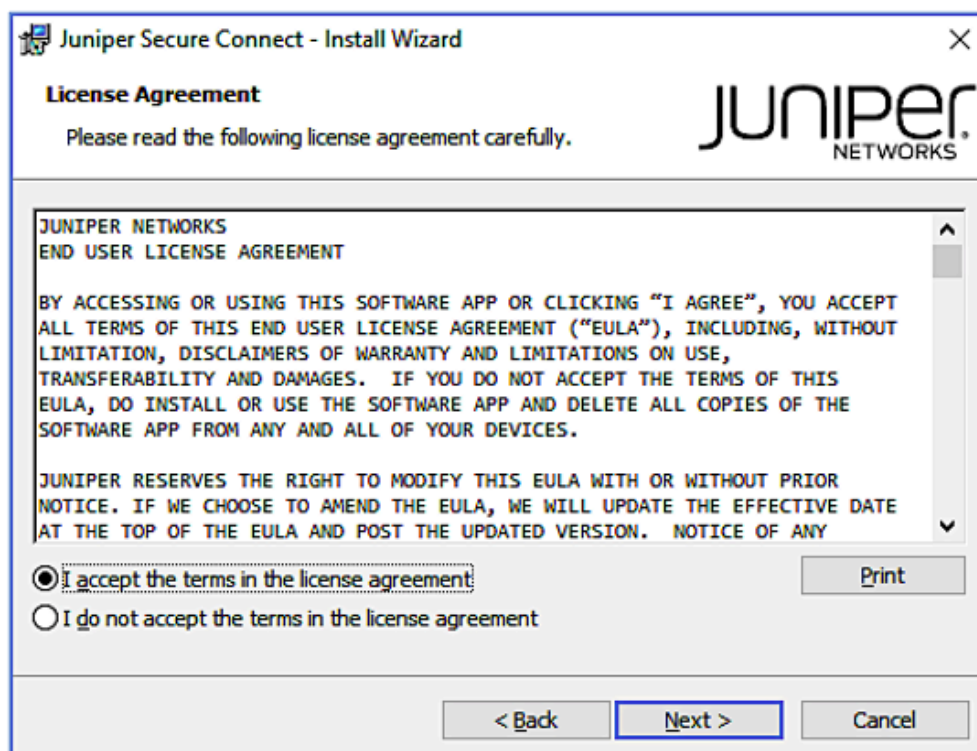 Juniper Secure Connect - Install Wizard
License Agreement
Please read the following license agreement carefully.
JUNIPER
NETWORKS
JUNIPER NETWORKS
END USER LICENSE AGREEMENT
BY ACCESSING OR USING THIS SOFTWARE APP OR CLICKING “I AGREE”, YOU ACCEPT
ALL TERMS OF THIS END USER LICENSE AGREEMENT (“EULA”), INCLUDING, WITHOUT
LIMITATION, DISCLAIMERS OF WARRANTY AND LIMITATIONS ON USE,
TRANSFERABILITY AND DAMAGES.  IF YOU DO NOT ACCEPT THE TERMS OF THIS
EULA, DO INSTALL OR USE THE SOFTWARE APP AND DELETE ALL COPIES OF THE
SOFTWARE APP FROM ANY AND ALL OF YOUR DEVICES.
JUNIPER RESERVES THE RIGHT TO MODIFY THIS EULA WITH OR WITHOUT PRIOR
NOTICE. IF WE CHOOSE TO AMEND THE EULA, WE WILL UPDATE THE EFFECTIVE DATE
AT THE TOP OF THE EULA AND POST THE UPDATED VERSION.  NOTICE OF ANY
I accept the terms in the license agreement
Print
I do not accept the terms in the license agreement
< Back
Next >
Cancel